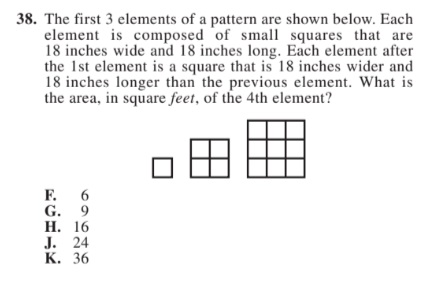 38. The first 3 elements of a pattern are shown below. Each
element is composed of small squares that are
18 inches wide and 18 inches long. Each element after
the 1st element is a square that is 18 inches wider and
18 inches longer than the previous element. What is
the area, in square feet, of the 4th element?
F. 6
G. 9
H. 16
J. 24
K. 36